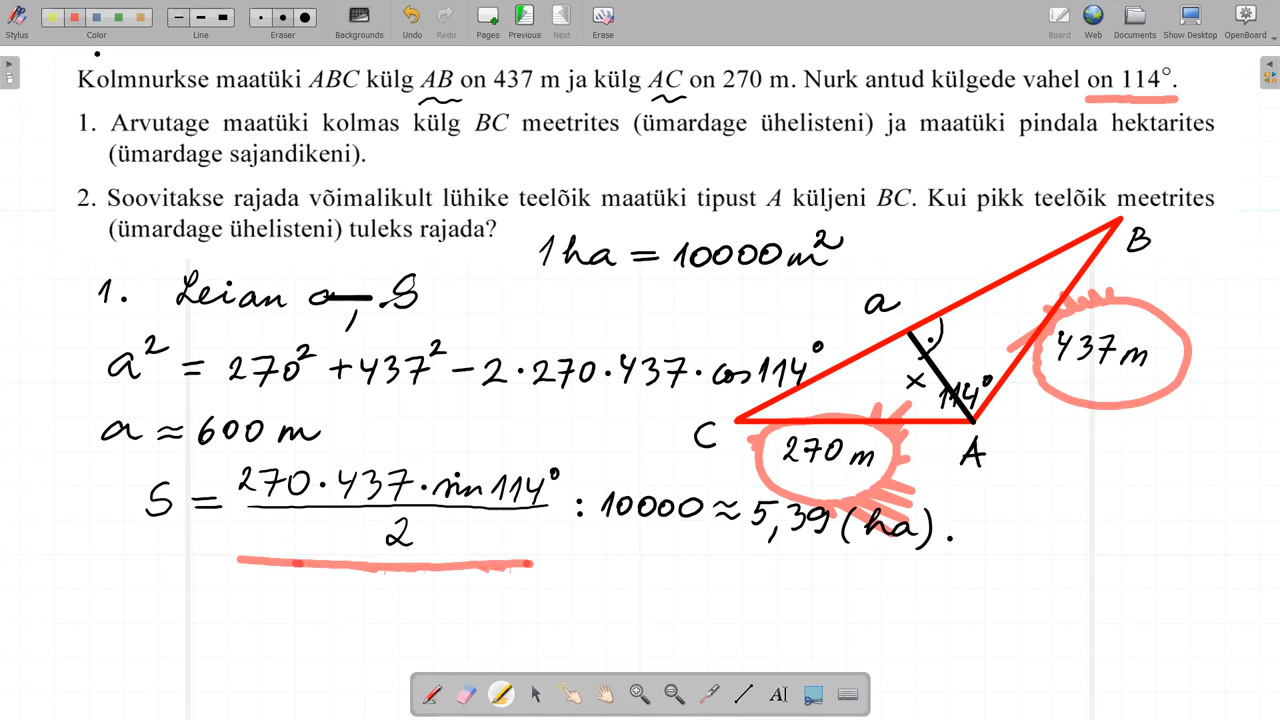 Stylus Color Line Eraser Backgrounds Undo Redo Pages Previous Next Erase Board Web Documents Show Desktop OpenBoard
Kolmnurkse maatüki ABC külg AB on 437 m ja külg AC on 270 m. Nurk antud külgede vahel on 114°.
1. Arvutage maatüki kolmas külg BC meetrites (ümardage ühelisteni) ja maatüki pindala hektarites
(ümardage sajandikeni).
2. Soovitakse rajada võimalikult lühike teelõik maatüki tipust A küljeni BC. Kui pikk teelõik meetrites
(ümardage ühelisteni) tuleks rajada?
1 ha = 10000 m²
B
1. Leian a, S
a
a² = 270² + 437² − 2 · 270 · 437 · cos 114°
437 m
x
114°
a ≈ 600 m
C
270 m
A
S = 270 · 437 · sin 114° / 2 : 10000 ≈ 5,39 (ha).
AI